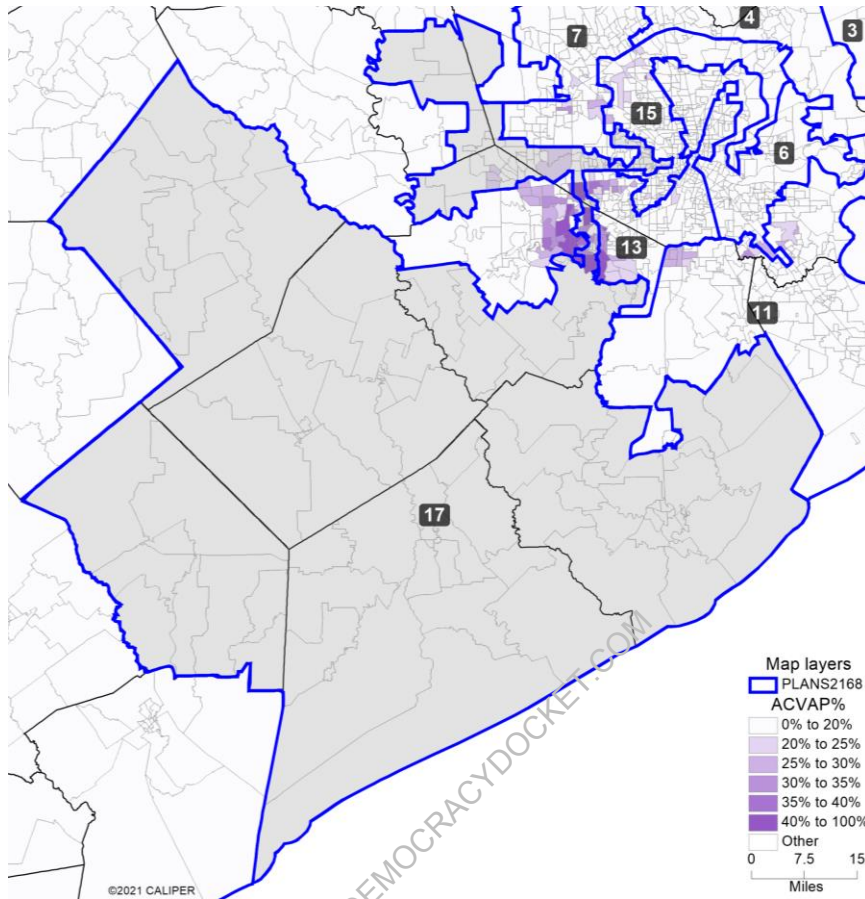 7
4
3
15
6
13
11
17
Map layers
PLANS2168
ACVAP%
0% to 20%
20% to 25%
25% to 30%
30% to 35%
35% to 40%
40% to 100%
Other
0 7.5 15
Miles
©2021 CALIPER
DEMOCRACYDOCKET.COM